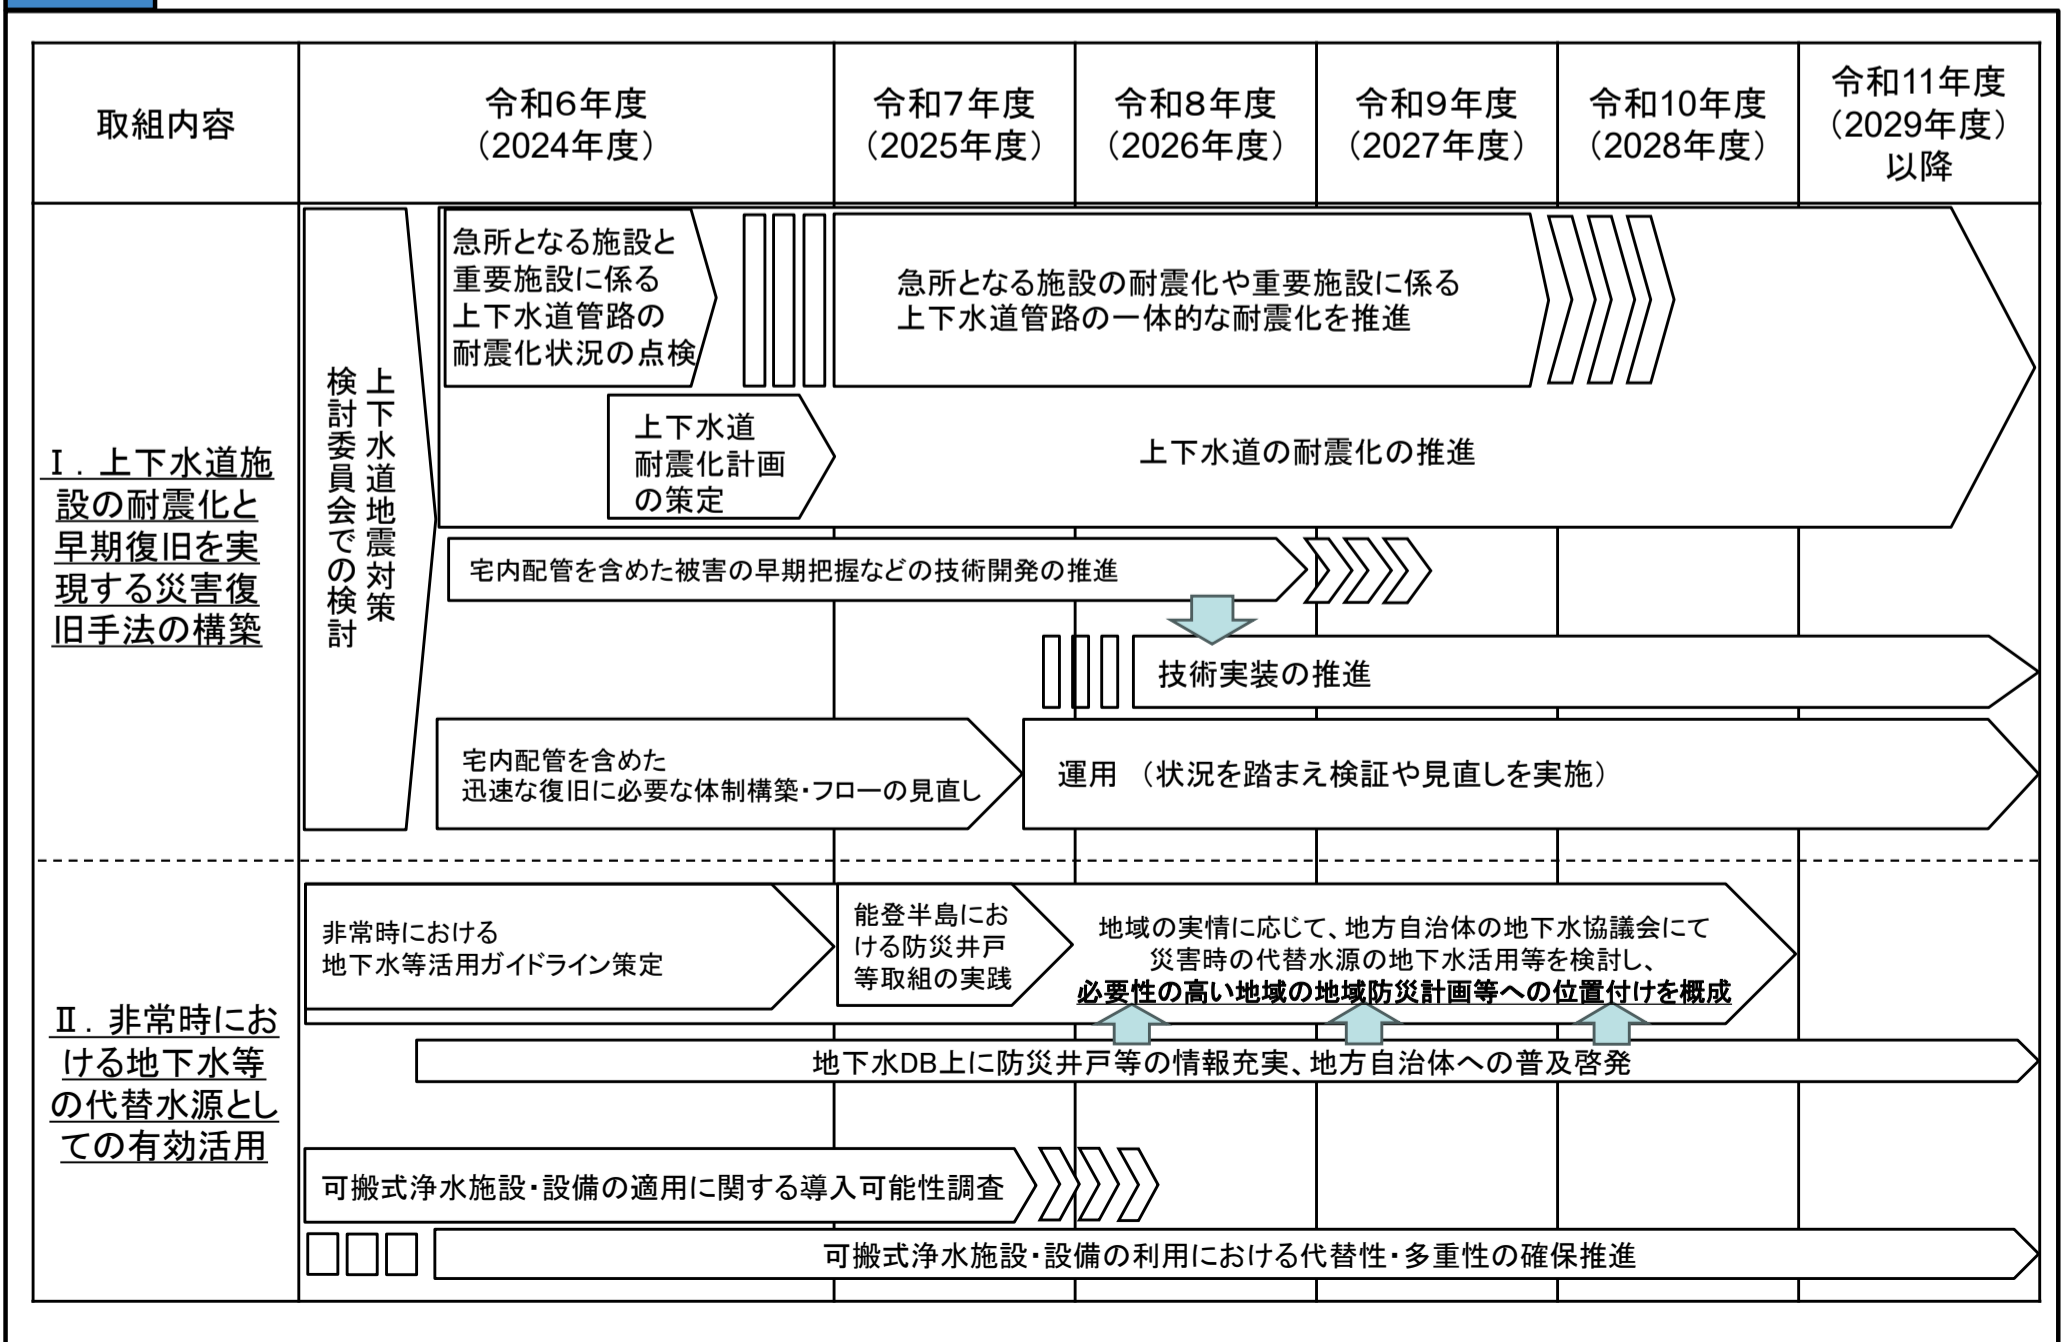 取組内容
令和6年度
（2024年度）
令和7年度
（2025年度）
令和8年度
（2026年度）
令和9年度
（2027年度）
令和10年度
（2028年度）
令和11年度
（2029年度）
以降
Ⅰ．上下水道施
設の耐震化と
早期復旧を実
現する災害復
旧手法の構築
上下水道地震対策
検討委員会での検討
急所となる施設と
重要施設に係る
上下水道管路の
耐震化状況の点検
急所となる施設の耐震化や重要施設に係る
上下水道管路の一体的な耐震化を推進
上下水道
耐震化計画
の策定
上下水道の耐震化の推進
宅内配管を含めた被害の早期把握などの技術開発の推進
技術実装の推進
宅内配管を含めた
迅速な復旧に必要な体制構築・フローの見直し
運用 （状況を踏まえ検証や見直しを実施）
Ⅱ．非常時にお
ける地下水等
の代替水源とし
ての有効活用
非常時における
地下水等活用ガイドライン策定
能登半島にお
ける防災井戸
等取組の実践
地域の実情に応じて、地方自治体の地下水協議会にて
災害時の代替水源の地下水活用等を検討し、
必要性の高い地域の地域防災計画等への位置付けを概成
地下水DB上に防災井戸等の情報充実、地方自治体への普及啓発
可搬式浄水施設・設備の適用に関する導入可能性調査
可搬式浄水施設・設備の利用における代替性・多重性の確保推進